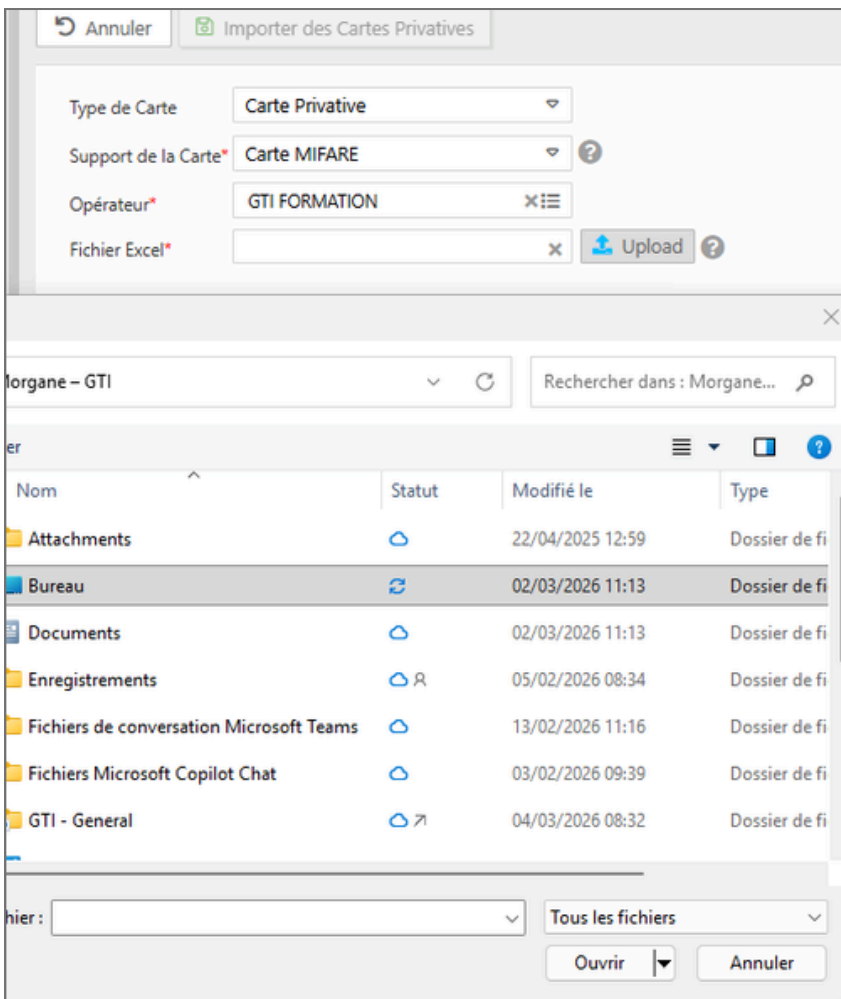 Annuler Importer des Cartes Privatives
Type de Carte Carte Privative
Support de la Carte* Carte MIFARE ?
Opérateur* GTI FORMATION
Fichier Excel* Upload ?
Morgane – GTI Rechercher dans : Morgane...
er ?
Nom Statut Modifié le Type
Attachments 22/04/2025 12:59 Dossier de fi
Bureau 02/03/2026 11:13 Dossier de fi
Documents 02/03/2026 11:13 Dossier de fi
Enregistrements 05/02/2026 08:34 Dossier de fi
Fichiers de conversation Microsoft Teams 13/02/2026 11:16 Dossier de fi
Fichiers Microsoft Copilot Chat 03/02/2026 09:39 Dossier de fi
GTI - General 04/03/2026 08:32 Dossier de fi
hier : Tous les fichiers
Ouvrir Annuler